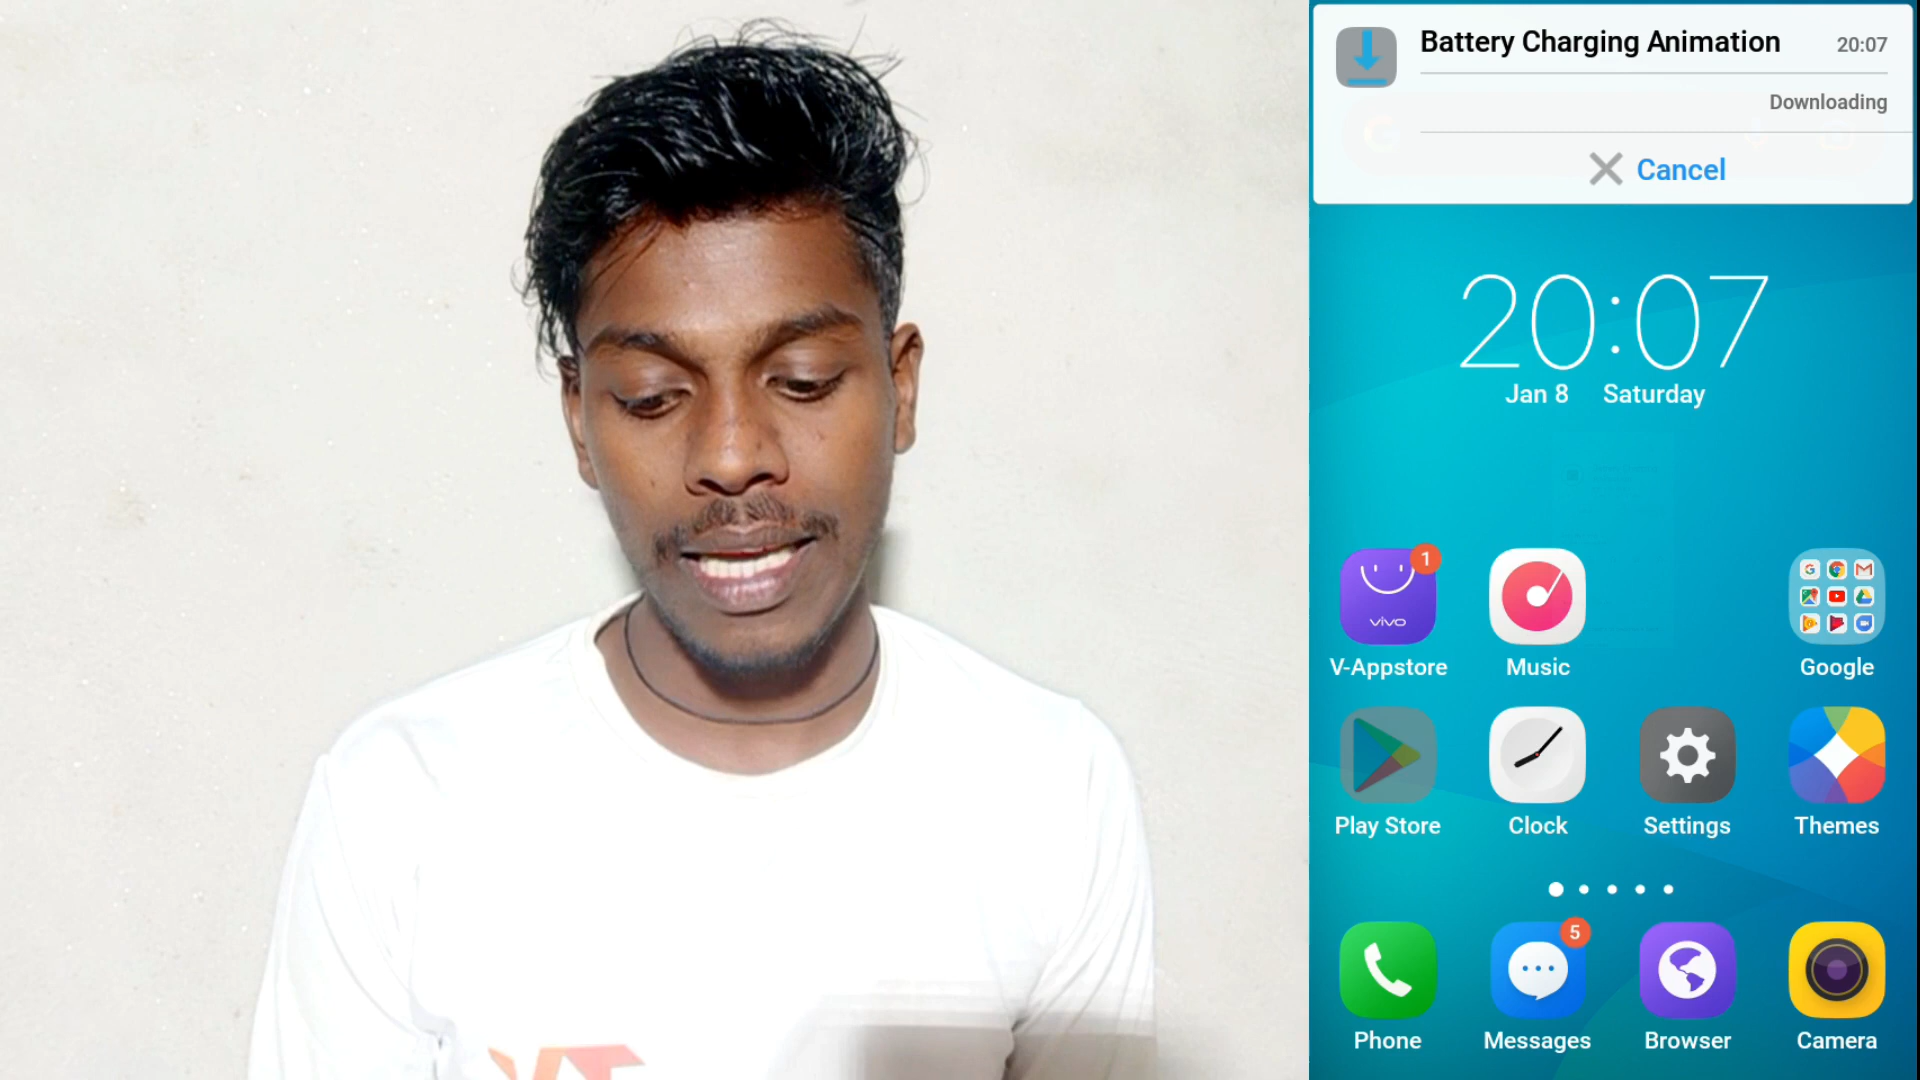 Battery Charging Animation 20:07
Downloading
Cancel
20:07
Jan 8 Saturday
1
vivo
V-Appstore Music Google
Play Store Clock Settings Themes
5
Phone Messages Browser Camera